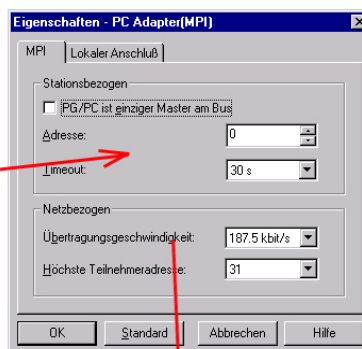 Eigenschaften - PC Adapter(MPI)
MPI Lokaler Anschluß
Stationsbezogen
PG/PC ist einziger Master am Bus
Adresse: 0
Timeout: 30 s
Netzbezogen
Übertragungsgeschwindigkeit: 187.5 kbit/s
Höchste Teilnehmeradresse: 31
OK Standard Abbrechen Hilfe